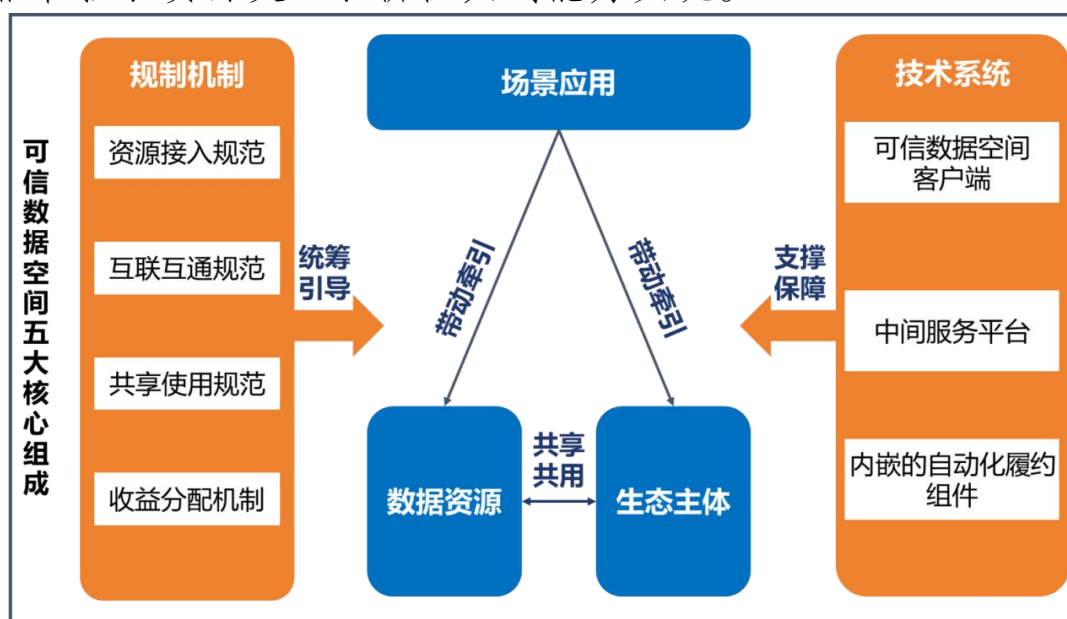 可信数据空间五大核心组成
规制机制
资源接入规范
互联互通规范
共享使用规范
收益分配机制
统筹
引导
场景应用
带动牵引
带动牵引
数据资源
共享
共用
生态主体
支撑
保障
技术系统
可信数据空间
客户端
中间服务平台
内嵌的自动化履约
组件